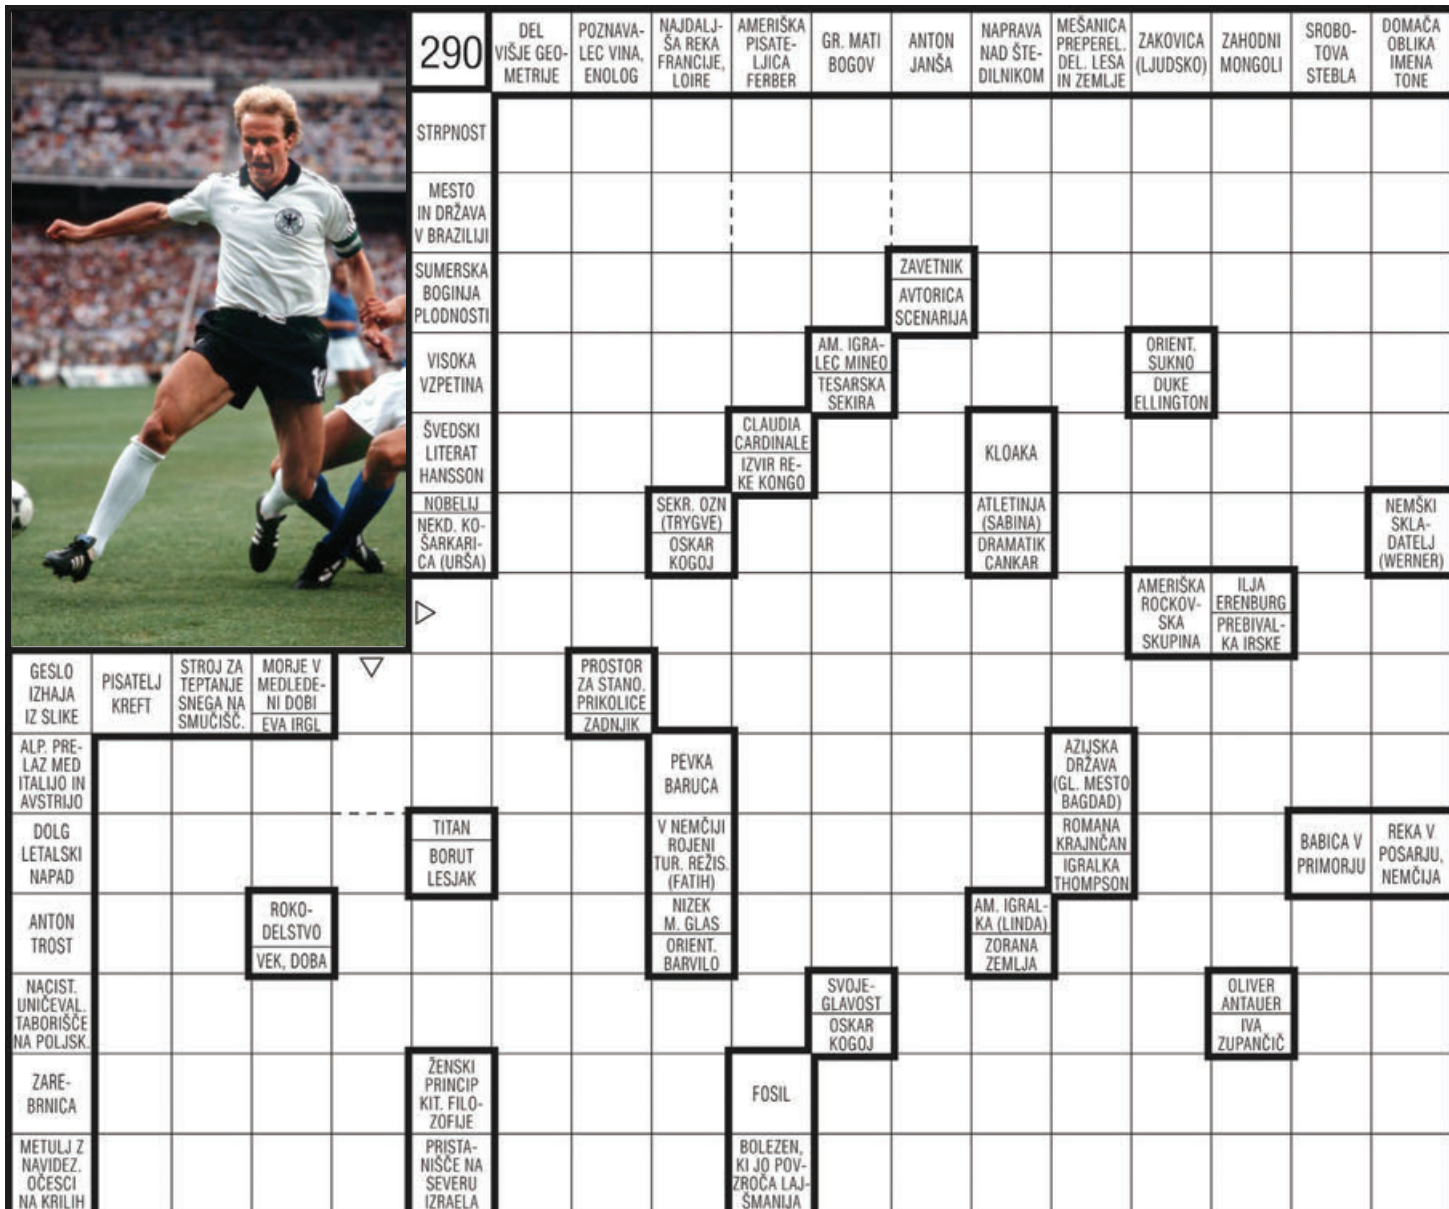 290
DEL
VIŠJE GEO-
METRIJE
POZNAVA-
LEC VINA,
ENOLOG
NAJDALJ-
ŠA REKA
FRANCIJE,
LOIRE
AMERIŠKA
PISATE-
LJICA
FERBER
GR. MATI
BOGOV
ANTON
JANŠA
NAPRAVA
NAD ŠTE-
DILNIKOM
MEŠANICA
PREPEREL.
DEL. LESA
IN ZEMLJE
ZAKOVICA
(LJUDSKO)
ZAHODNI
MONGOLI
SROBO-
TOVA
STEBLA
DOMAČA
OBLIKA
IMENA
TONE
STRPNOST
MESTO
IN DRŽAVA
V BRAZILIJI
SUMERSKA
BOGINJA
PLODNOSTI
ZAVETNIK
AVTORICA
SCENARIJA
VISOKA
VZPETINA
AM. IGRA-
LEC MINEO
TESARSKA
SEKIRA
ORIENT.
SUKNO
DUKE
ELLINGTON
ŠVEDSKI
LITERAT
HANSSON
CLAUDIA
CARDINALE
IZVIR RE-
KE KONGO
KLOAKA
NOBELIJ
NEKD. KO-
ŠARKARI-
CA (URŠA)
SEKR. OZN
(TRYGVE)
OSKAR
KOGOJ
ATLETINJA
(SABINA)
DRAMATIK
CANKAR
NEMŠKI
SKLA-
DATELJ
(WERNER)
AMERIŠKA
ROCKOV-
SKA
SKUPINA
ILJA
ERENBURG
PREBIVAL-
KA IRSKE
GESLO
IZHAJA
IZ SLIKE
PISATELJ
KREFT
STROJ ZA
TEPTANJE
SNEGA NA
SMUČIŠČ.
MORJE V
MEDLEDE-
NI DOBI
EVA IRGL
PROSTOR
ZA STANO.
PRIKOLICE
ZADNJIK
ALP. PRE-
LAZ MED
ITALIJO IN
AVSTRIJO
PEVKA
BARUCA
AZIJSKA
DRŽAVA
(GL. MESTO
BAGDAD)
DOLG
LETALSKI
NAPAD
TITAN
BORUT
LESJAK
V NEMČIJI
ROJENI
TUR. REŽIS.
(FATIH)
ROMANA
KRAJNČAN
IGRALKA
THOMPSON
BABICA V
PRIMORJU
REKA V
POSARJU,
NEMČIJA
ANTON
TROST
ROKO-
DELSTVO
VEK, DOBA
NIZEK
M. GLAS
ORIENT.
BARVILO
AM. IGRAL-
KA (LINDA)
ZORANA
ZEMLJA
NACIST.
UNIČEVAL.
TABORIŠČE
NA POLJSK.
SVOJE-
GLAVOST
OSKAR
KOGOJ
OLIVER
ANTAUER
IVA
ZUPANČIČ
ZARE-
BRNICA
ŽENSKI
PRINCIP
KIT. FILO-
ZOFIJE
FOSIL
METULJ Z
NAVIDEZ.
OČESCI
NA KRILIH
PRISTA-
NIŠČE NA
SEVERU
IZRAELA
BOLEZEN,
KI JO POV-
ZROČA LAJ-
ŠMANIJA